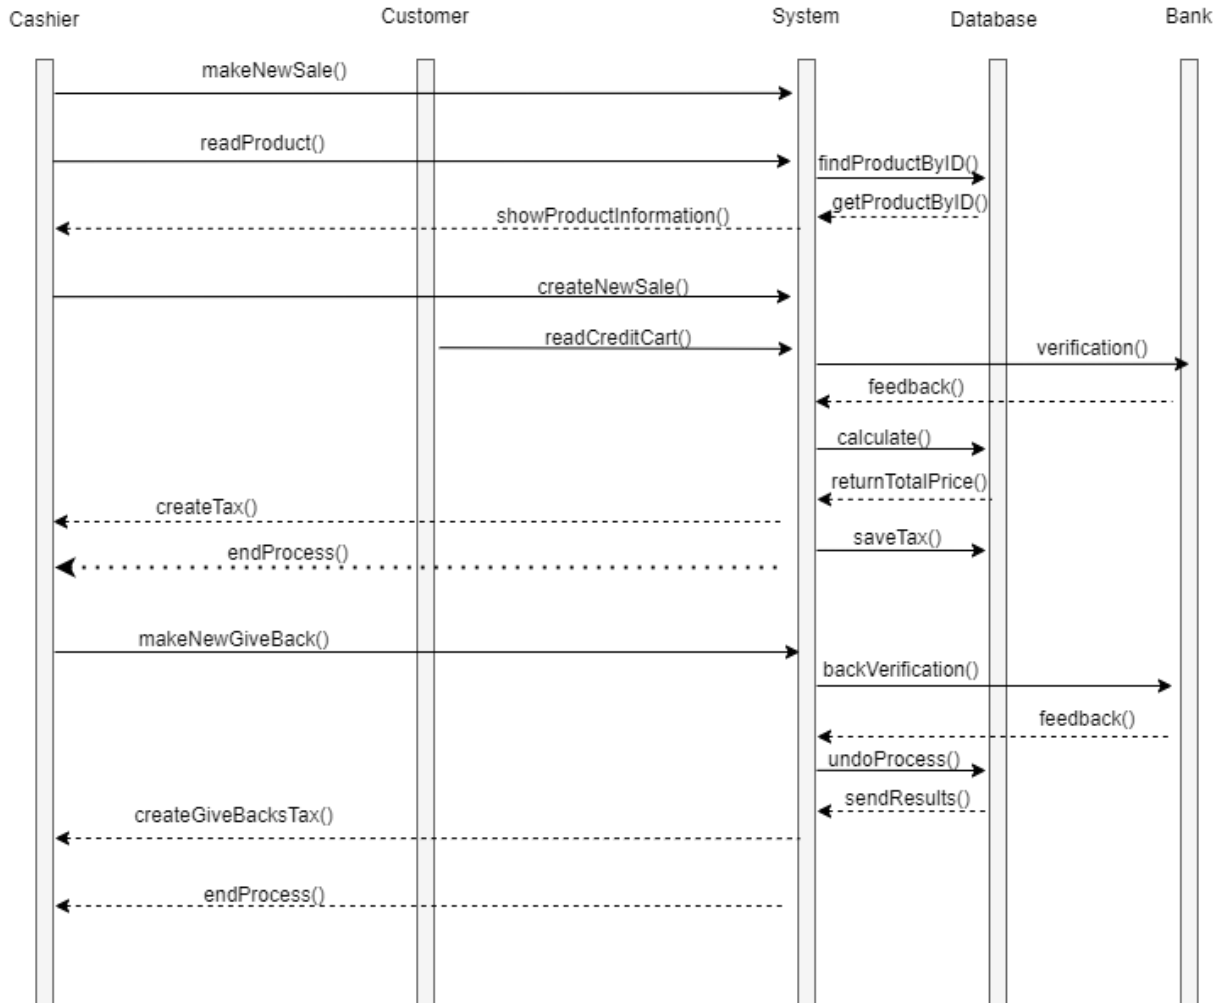 Cashier
Customer
System
Database
Bank
makeNewSale()
readProduct()
findProductByID()
getProductByID()
showProductInformation()
createNewSale()
readCreditCart()
verification()
feedback()
calculate()
returnTotalPrice()
createTax()
saveTax()
endProcess()
makeNewGiveBack()
backVerification()
feedback()
undoProcess()
sendResults()
createGiveBacksTax()
endProcess()